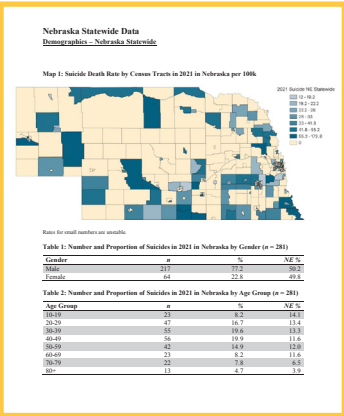 Nebraska Statewide Data
Demographics – Nebraska Statewide
Map 1: Suicide Death Rate by Census Tracts in 2021 in Nebraska per 100k
2021 Suicide NE Statewide
Rates for small numbers are unstable.
Table 1: Number and Proportion of Suicides in 2021 in Nebraska by Gender (n = 281)
Gender n % NE %
Male 217 77.2 50.2
Female 64 22.8 49.8
Table 2: Number and Proportion of Suicides in 2021 in Nebraska by Age Group (n = 281)
Age Group n % NE %
10-19 23 8.2 14.1
20-29 47 16.7 13.4
30-39 55 19.6 13.3
40-49 56 19.9 11.6
50-59 42 14.9 12.0
60-69 23 8.2 11.6
70-79 22 7.8 6.5
80+ 13 4.7 3.9